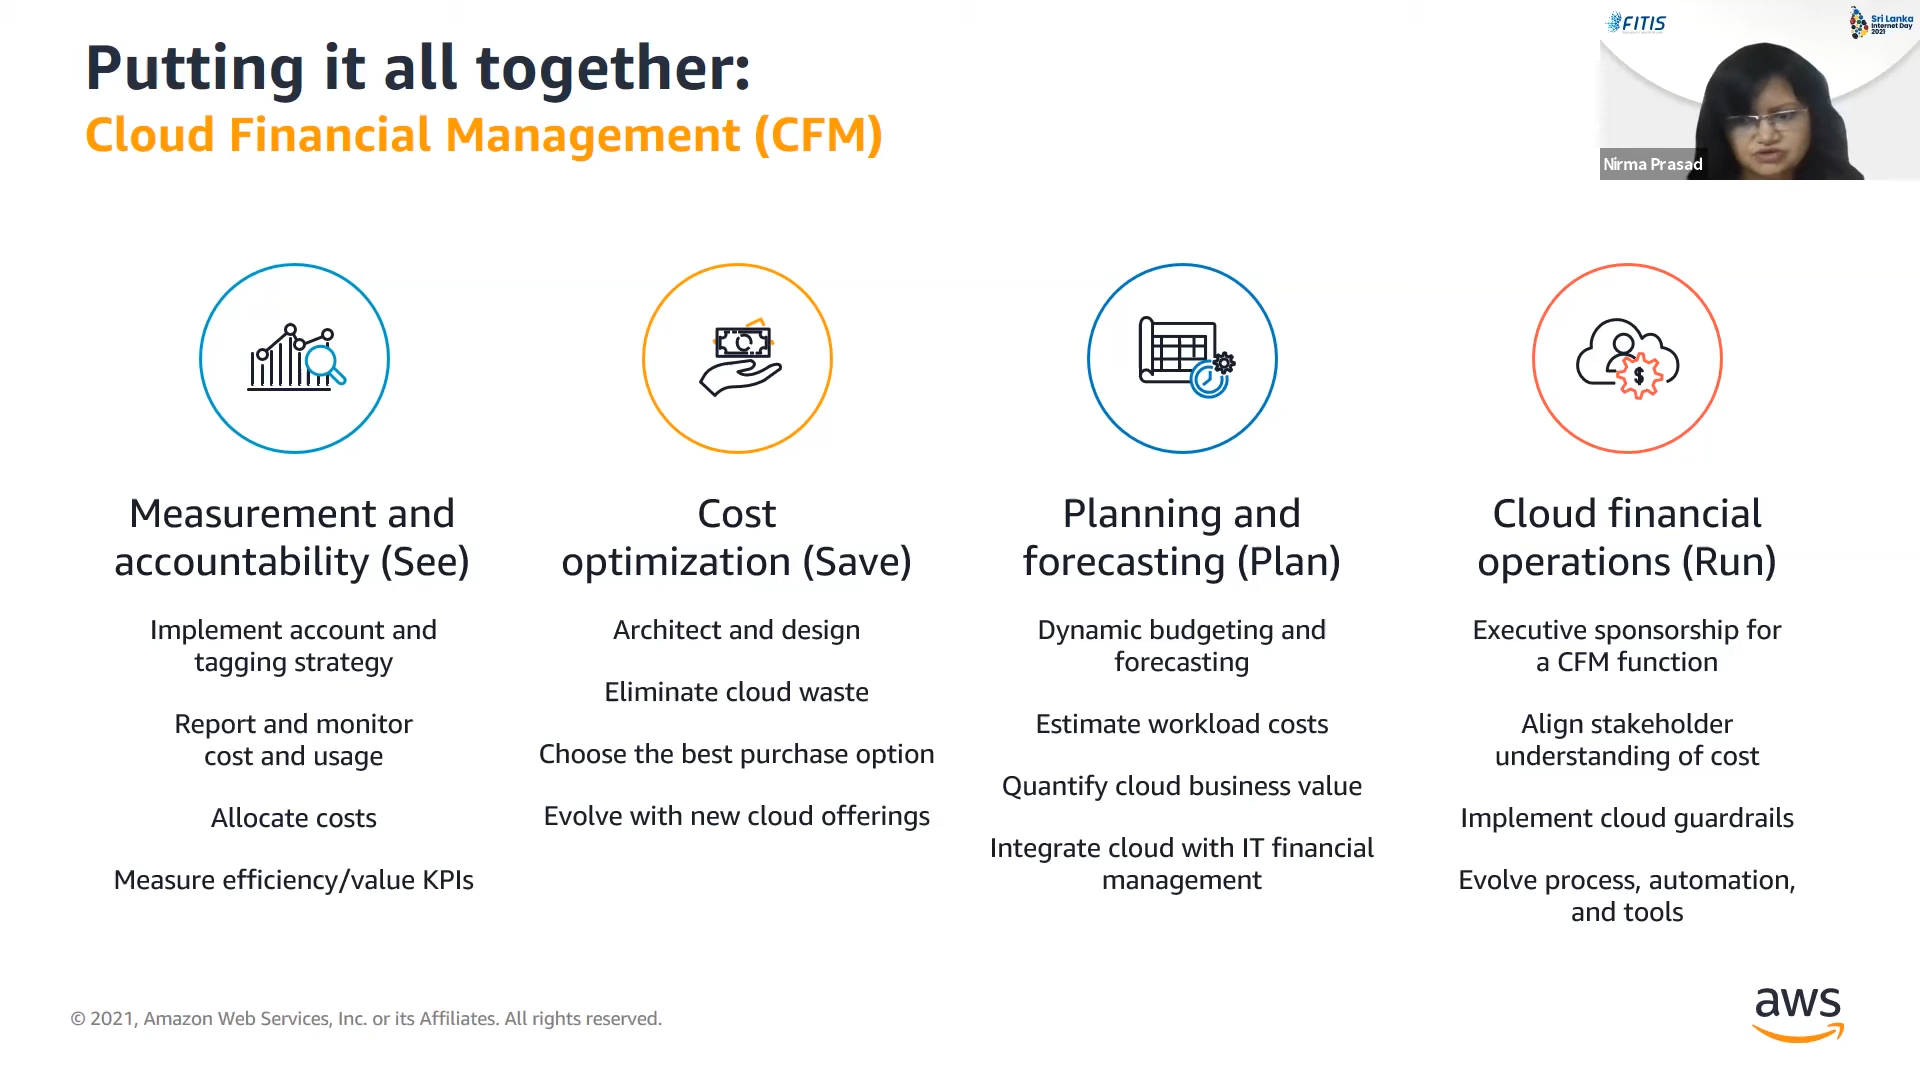 Putting it all together:
Cloud Financial Management (CFM)
FITIS
Sri Lanka
Internet Day
2021
Nirma Prasad
Measurement and
accountability (See)
Implement account and
tagging strategy
Report and monitor
cost and usage
Allocate costs
Measure efficiency/value KPIs
Cost
optimization (Save)
Architect and design
Eliminate cloud waste
Choose the best purchase option
Evolve with new cloud offerings
Planning and
forecasting (Plan)
Dynamic budgeting and
forecasting
Estimate workload costs
Quantify cloud business value
Integrate cloud with IT financial
management
$
Cloud financial
operations (Run)
Executive sponsorship for
a CFM function
Align stakeholder
understanding of cost
Implement cloud guardrails
Evolve process, automation,
and tools
© 2021, Amazon Web Services, Inc. or its Affiliates. All rights reserved.
aws